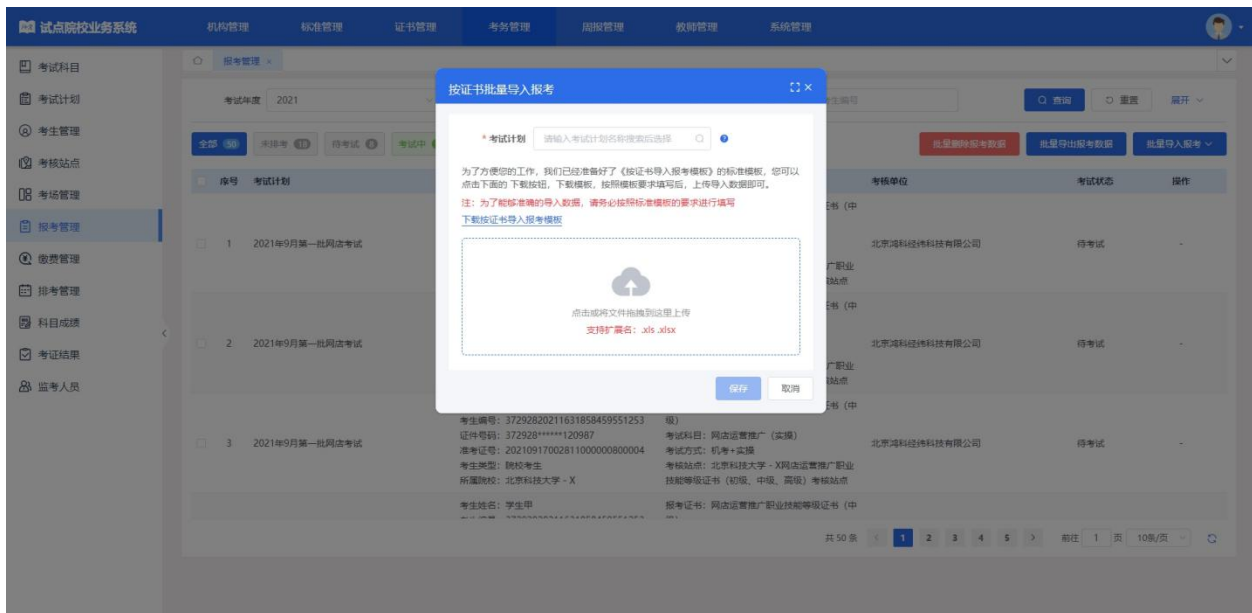 试点院校业务系统
机构管理
标准管理
证书管理
考务管理
周报管理
教师管理
系统管理
考试科目
考试计划
考生管理
考核站点
考场管理
报考管理
缴费管理
排考管理
科目成绩
考证结果
监考人员
报考管理 ×
考试年度 2021
查询
重置
展开
全部 50
未排考
待考试
考试中
批量删除报考数据
批量导出报考数据
批量导入报考
序号 考试计划 考核单位 考试状态 操作
按证书批量导入报考
* 考试计划 请输入考试计划名称搜索后选择
为了方便您的工作，我们已经准备好了《按证书导入报考模板》的标准模板，您可以
点击下面的 下载按钮，下载模板，按照模板要求填写后，上传导入数据即可。
注：为了能够准确的导入数据，请务必按照标准模板的要求进行填写
下载按证书导入报考模板
点击或将文件拖拽到这里上传
支持扩展名：.xls .xlsx
保存
取消
1 2021年9月第一批网店考试 北京鸿科经纬科技有限公司 待考试 -
2 2021年9月第一批网店考试 北京鸿科经纬科技有限公司 待考试 -
考生编号：372928202116318584595​51253
证件号码：372928******120987
准考证号：20210917002811000000800004
考生类型：院校考生
所属院校：北京科技大学 - X
级）
考试科目：网店运营推广（实操）
考试方式：机考+实操
考核站点：北京科技大学 - X网店运营推广职业
技能等级证书（初级、中级、高级）考核站点
3 2021年9月第一批网店考试 北京鸿科经纬科技有限公司 待考试 -
考生姓名：学生甲
报考证书：网店运营推广职业技能等级证书（中
共 50 条 1 2 3 4 5 前往 1 页 10条/页